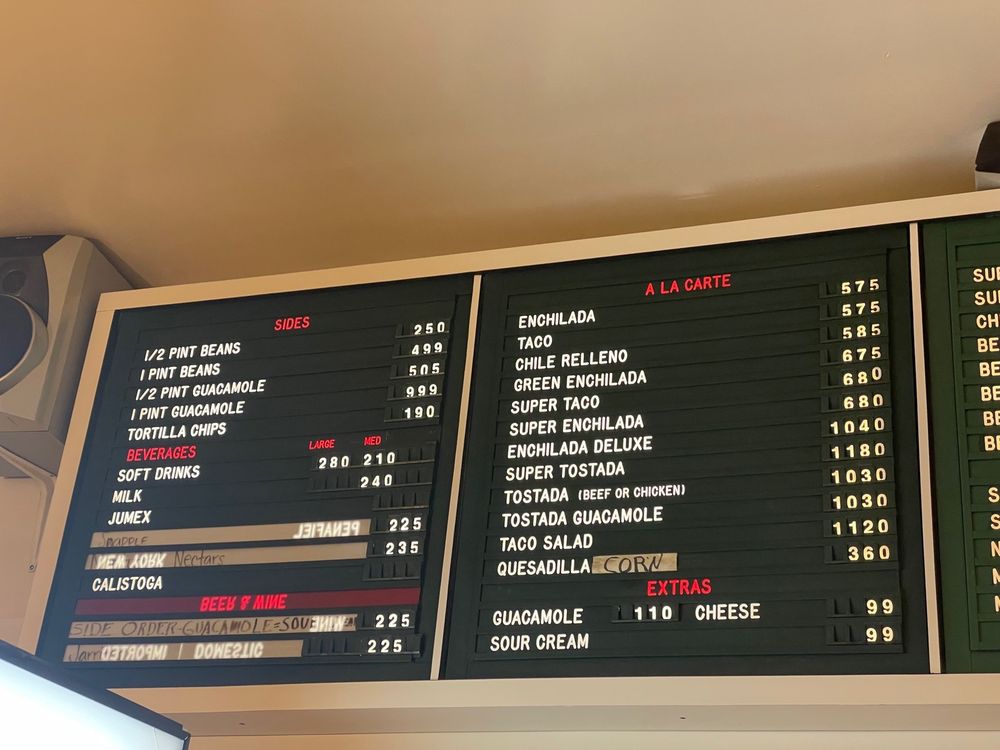 SIDES
1/2 PINT BEANS 250
1 PINT BEANS 499
1/2 PINT GUACAMOLE 505
1 PINT GUACAMOLE 999
TORTILLA CHIPS 190
BEVERAGES LARGE MED
SOFT DRINKS 280 210
MILK 240
JUMEX
PENAFIEL 225
NEW YORK Nectars 235
CALISTOGA
BEER & WINE
SIDE ORDER-GUACAMOLE=SOUR 225
IMPORTED | DOMESTIC 225
A LA CARTE
ENCHILADA 575
TACO 575
CHILE RELLENO 585
GREEN ENCHILADA 675
SUPER TACO 680
SUPER ENCHILADA 680
ENCHILADA DELUXE 1040
SUPER TOSTADA 1180
TOSTADA (BEEF OR CHICKEN) 1030
TOSTADA GUACAMOLE 1030
TACO SALAD 1120
QUESADILLA CORN 360
EXTRAS
GUACAMOLE 110 CHEESE 99
SOUR CREAM 99